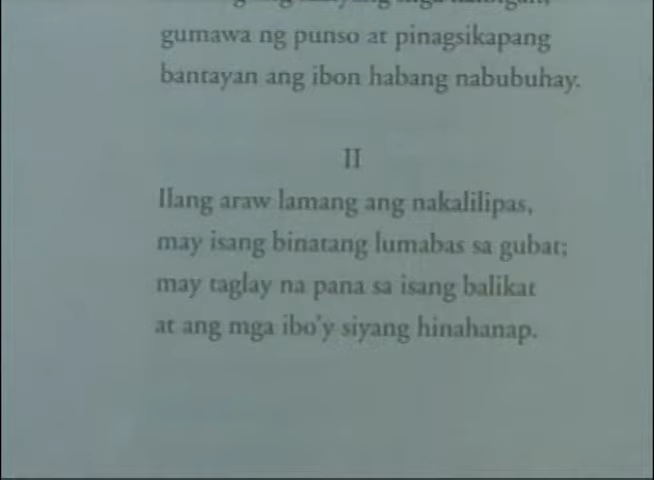 gumawa ng punso at pinagsikapang
bantayan ang ibon habang nabubuhay.
II
Ilang araw lamang ang nakalilipas,
may isang binatang lumabas sa gubat;
may taglay na pana sa isang balikat
at ang mga ibo'y siyang hinahanap.